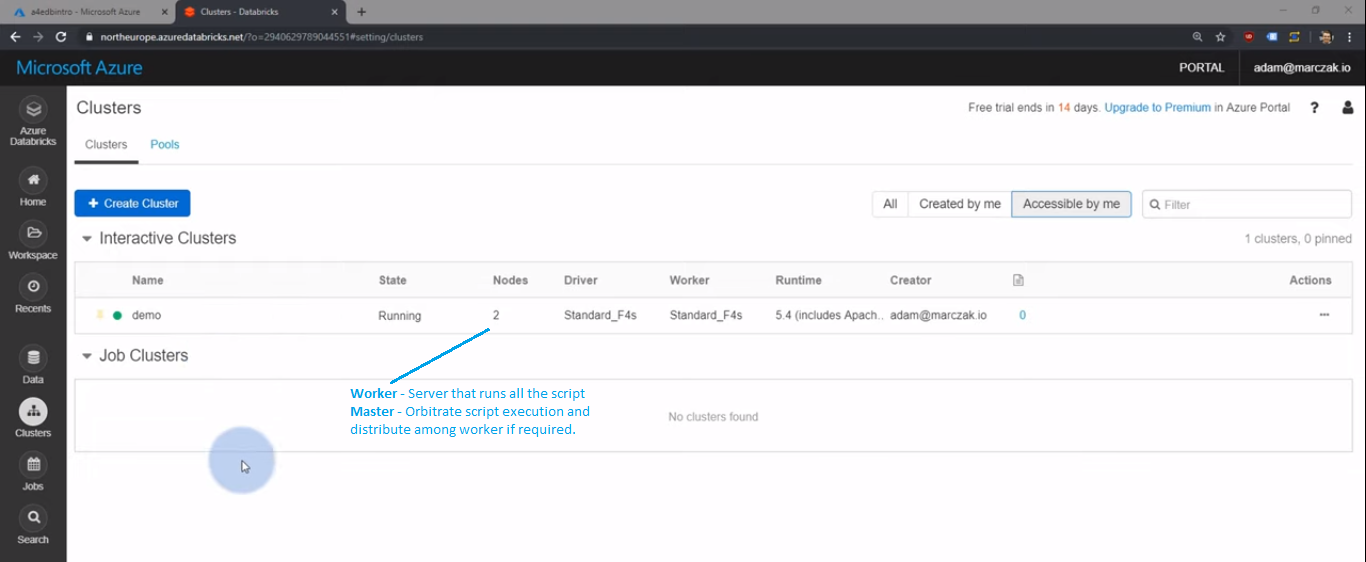 a4edbintro - Microsoft Azure
Clusters - Databricks
northeurope.azuredatabricks.net/?o=2940629789044551#setting/clusters
Microsoft Azure
PORTAL
adam@marczak.io
Azure
Databricks
Home
Workspace
Recents
Data
Clusters
Jobs
Search
Clusters
Free trial ends in 14 days. Upgrade to Premium in Azure Portal
?
Clusters Pools
+ Create Cluster
All Created by me Accessible by me Filter
Interactive Clusters
1 clusters, 0 pinned
Name State Nodes Driver Worker Runtime Creator Actions
demo Running 2 Standard_F4s Standard_F4s 5.4 (includes Apach.. adam@marczak.io 0 ...
Job Clusters
Worker - Server that runs all the script
Master - Orbitrate script execution and
distribute among worker if required.
No clusters found